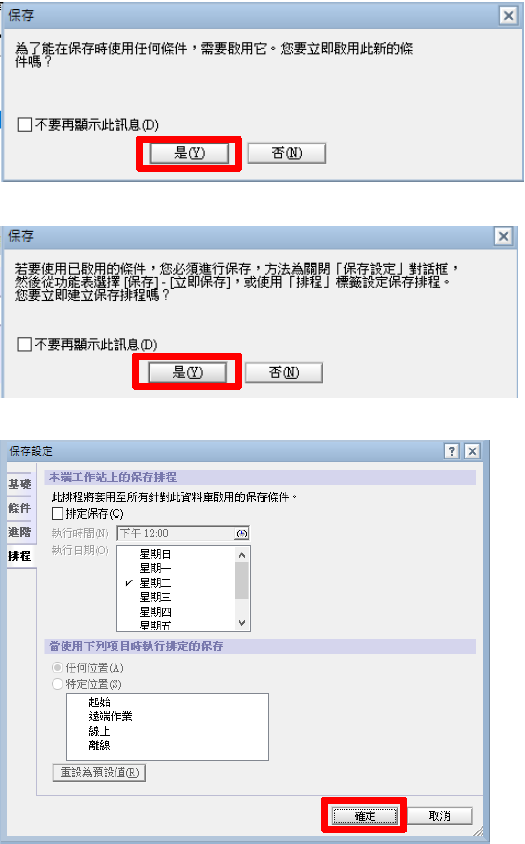 保存
為了能在保存時使用任何條件，需要啟用它。您要立即啟用此新的條
件嗎？
不要再顯示此訊息(D)
是(Y)
否(N)
保存
若要使用已啟用的條件，您必須進行保存，方法為關閉「保存設定」對話框，
然後從功能表選擇 [保存] - [立即保存]，或使用「排程」標籤設定保存排程。
您要立即建立保存排程嗎？
不要再顯示此訊息(D)
是(Y)
否(N)
保存設定
基礎
條件
進階
排程
本端工作站上的保存排程
此排程將套用至所有針對此資料庫啟用的保存條件。
排定保存(C)
執行時間(N)
下午 12:00
執行日期(O)
星期日
星期一
星期二
星期三
星期四
星期五
當使用下列項目時執行排定的保存
任何位置(A)
特定位置(S)
起始
遠端作業
線上
離線
重設為預設值(R)
確定
取消